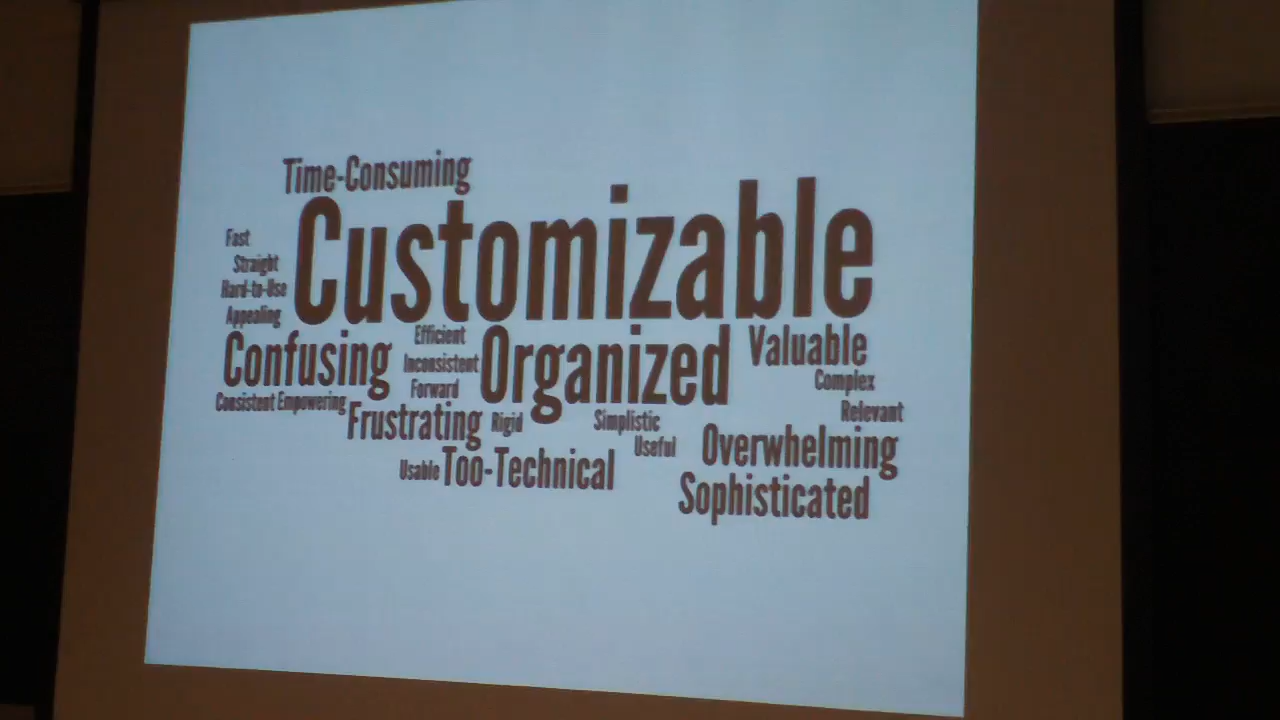 Time-Consuming
Customizable
Fast
Straight
Hard-to-Use
Appealing
Confusing
Efficient
Inconsistent
Forward
Organized
Valuable
Complex
Relevant
Consistent Empowering
Frustrating
Rigid
Simplistic
Useful
Overwhelming
Usable
Too-Technical
Sophisticated